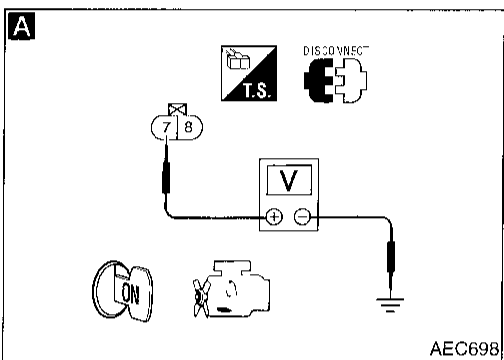 A
DISCONNECT
T.S.
7 8
V
+ −
ON
AEC698